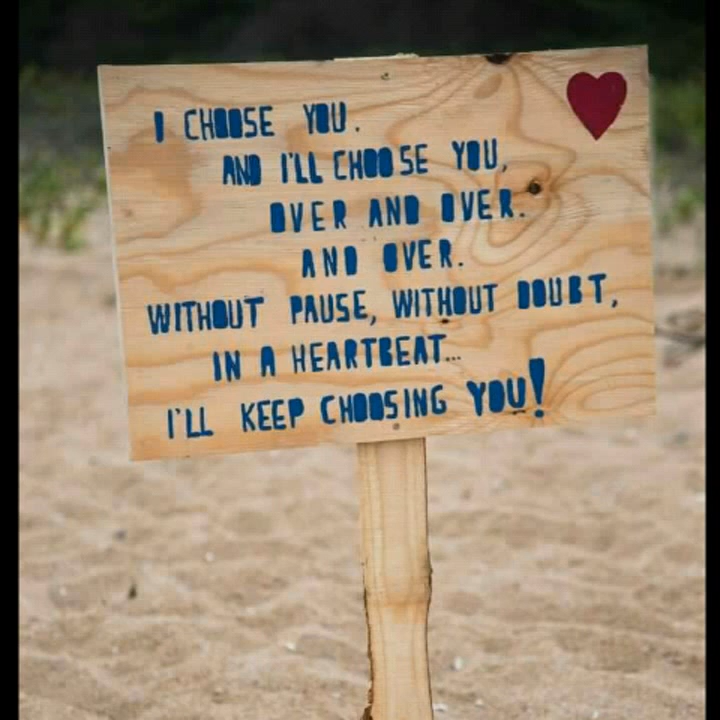 I CHOOSE YOU.
AND I'LL CHOOSE YOU,
OVER AND OVER.
AND OVER.
WITHOUT PAUSE, WITHOUT DOUBT,
IN A HEARTBEAT...
I'LL KEEP CHOOSING YOU!